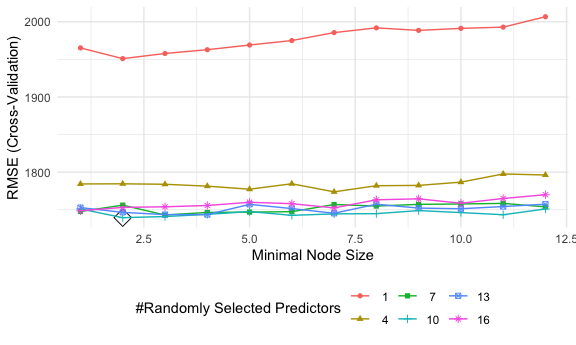 2000
1900
1800
RMSE (Cross-Validation)
2.5 5.0 7.5 10.0 12.5
Minimal Node Size
#Randomly Selected Predictors
1 7 13
4 10 16